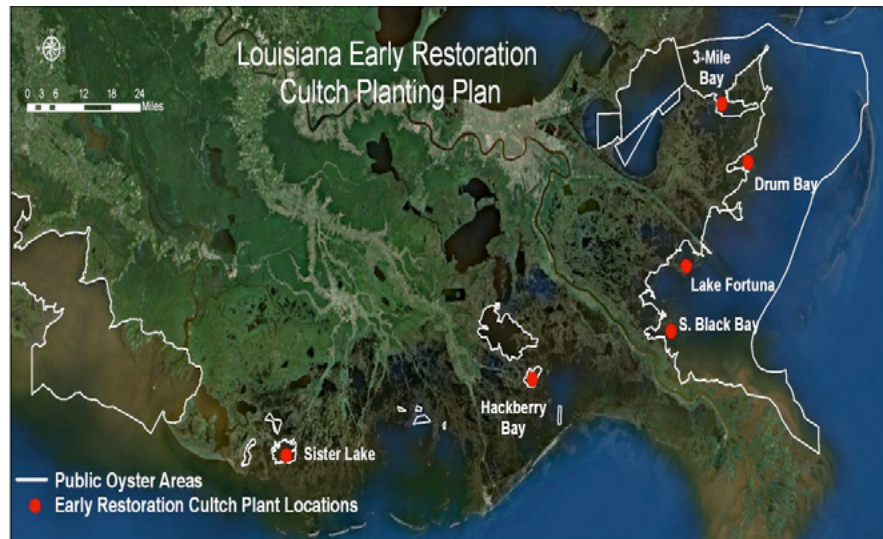 Louisiana Early Restoration
Cultch Planting Plan
0 3 6 12 18 24
Miles
3-Mile
Bay
Drum Bay
Lake Fortuna
S. Black Bay
Hackberry
Bay
Sister Lake
Public Oyster Areas
Early Restoration Cultch Plant Locations